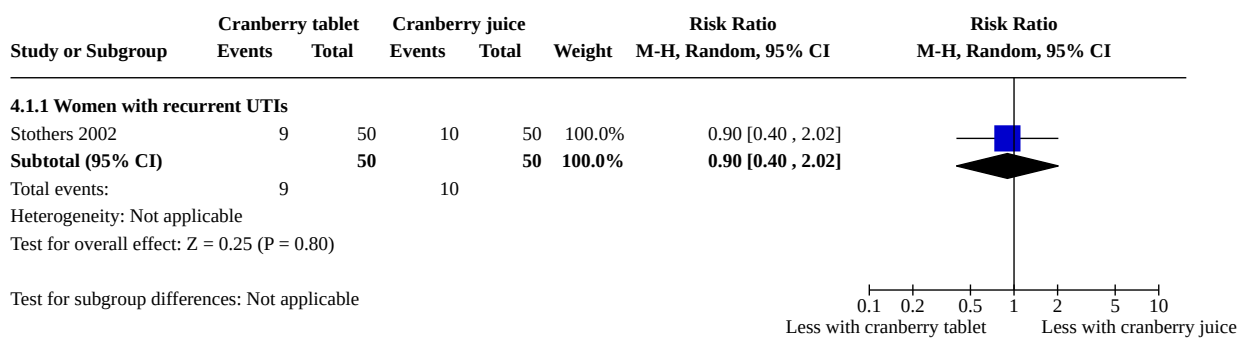 Cranberry tablet Cranberry juice Risk Ratio Risk Ratio
Study or Subgroup Events Total Events Total Weight M-H, Random, 95% CI M-H, Random, 95% CI
4.1.1 Women with recurrent UTIs
Stothers 2002 9 50 10 50 100.0% 0.90 [0.40 , 2.02]
Subtotal (95% CI) 50 50 100.0% 0.90 [0.40 , 2.02]
Total events: 9 10
Heterogeneity: Not applicable
Test for overall effect: Z = 0.25 (P = 0.80)
Test for subgroup differences: Not applicable
0.1 0.2 0.5 1 2 5 10
Less with cranberry tablet Less with cranberry juice